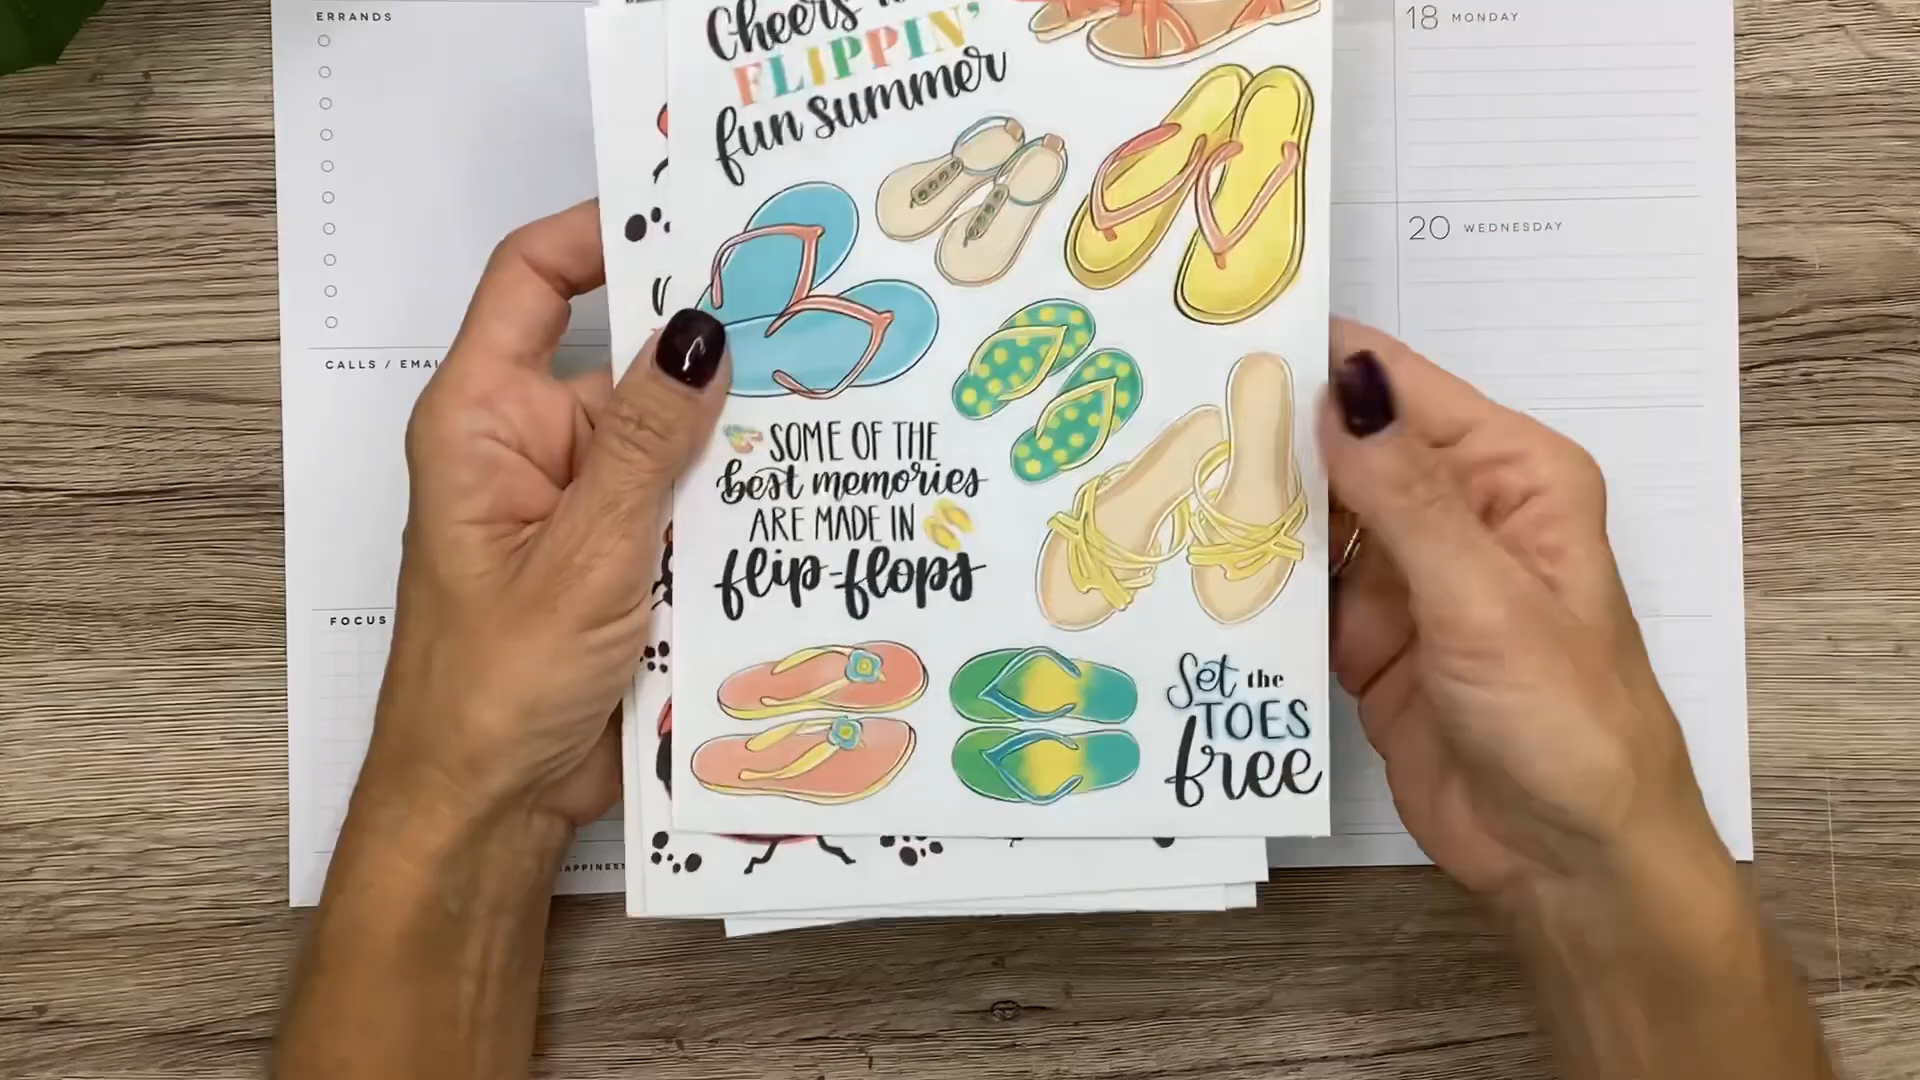 ERRANDS
18 MONDAY
Cheers
FLIPPIN'
fun summer
20 WEDNESDAY
CALLS /
SOME OF THE
best memories
ARE MADE IN
flip-flops
FOCUS
Set the
TOES
free